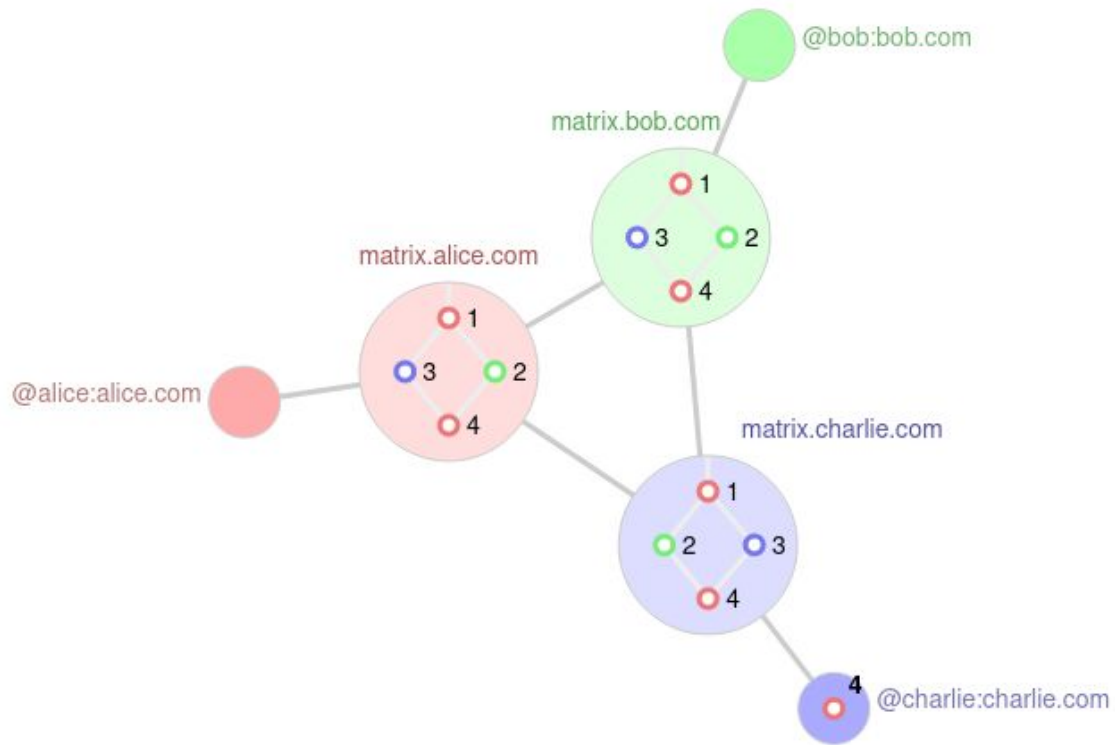 @bob:bob.com
matrix.bob.com
1
3 2
4
matrix.alice.com
1
3 2
4
@alice:alice.com
matrix.charlie.com
1
2 3
4
4
@charlie:charlie.com